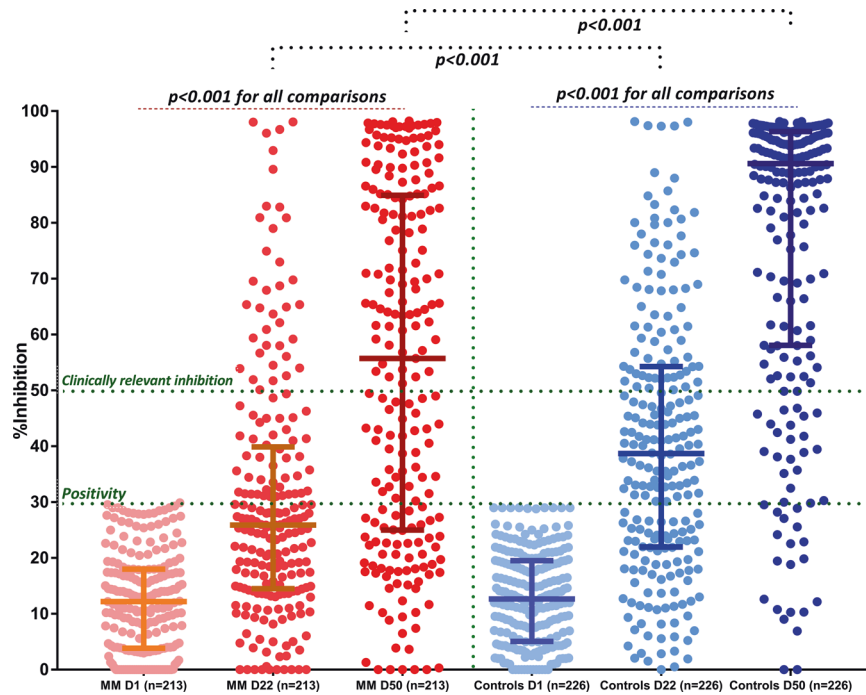 p<0.001
p<0.001
p<0.001 for all comparisons
p<0.001 for all comparisons
100
90
80
70
60
50
40
30
20
10
0
%Inhibition
Clinically relevant inhibition
Positivity
MM D1 (n=213)
MM D22 (n=213)
MM D50 (n=213)
Controls D1 (n=226)
Controls D22 (n=226)
Controls D50 (n=226)